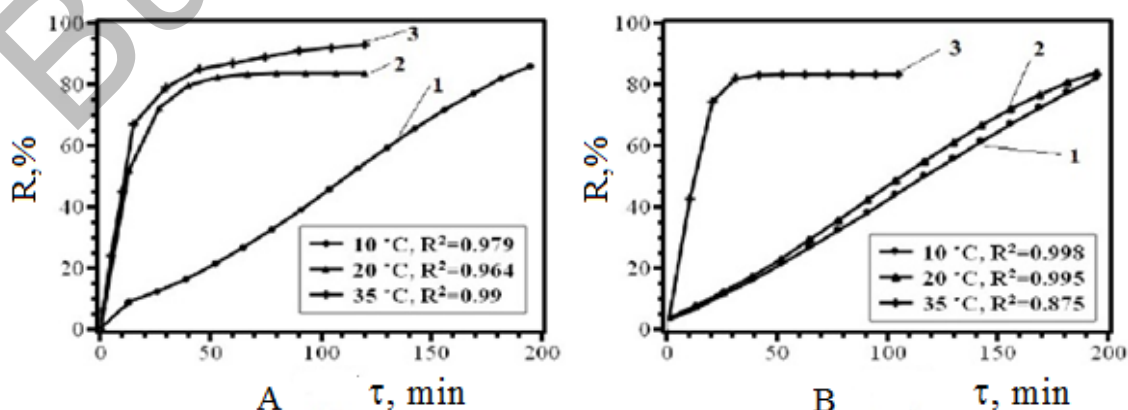 100
80
60
40
20
0
R,%
3
2
1
10 °C, R²=0.979
20 °C, R²=0.964
35 °C, R²=0.99
0 50 100 150 200
A τ, min
100
80
60
40
20
0
R,%
3
2
1
10 °C, R²=0.998
20 °C, R²=0.995
35 °C, R²=0.875
0 50 100 150 200
B τ, min